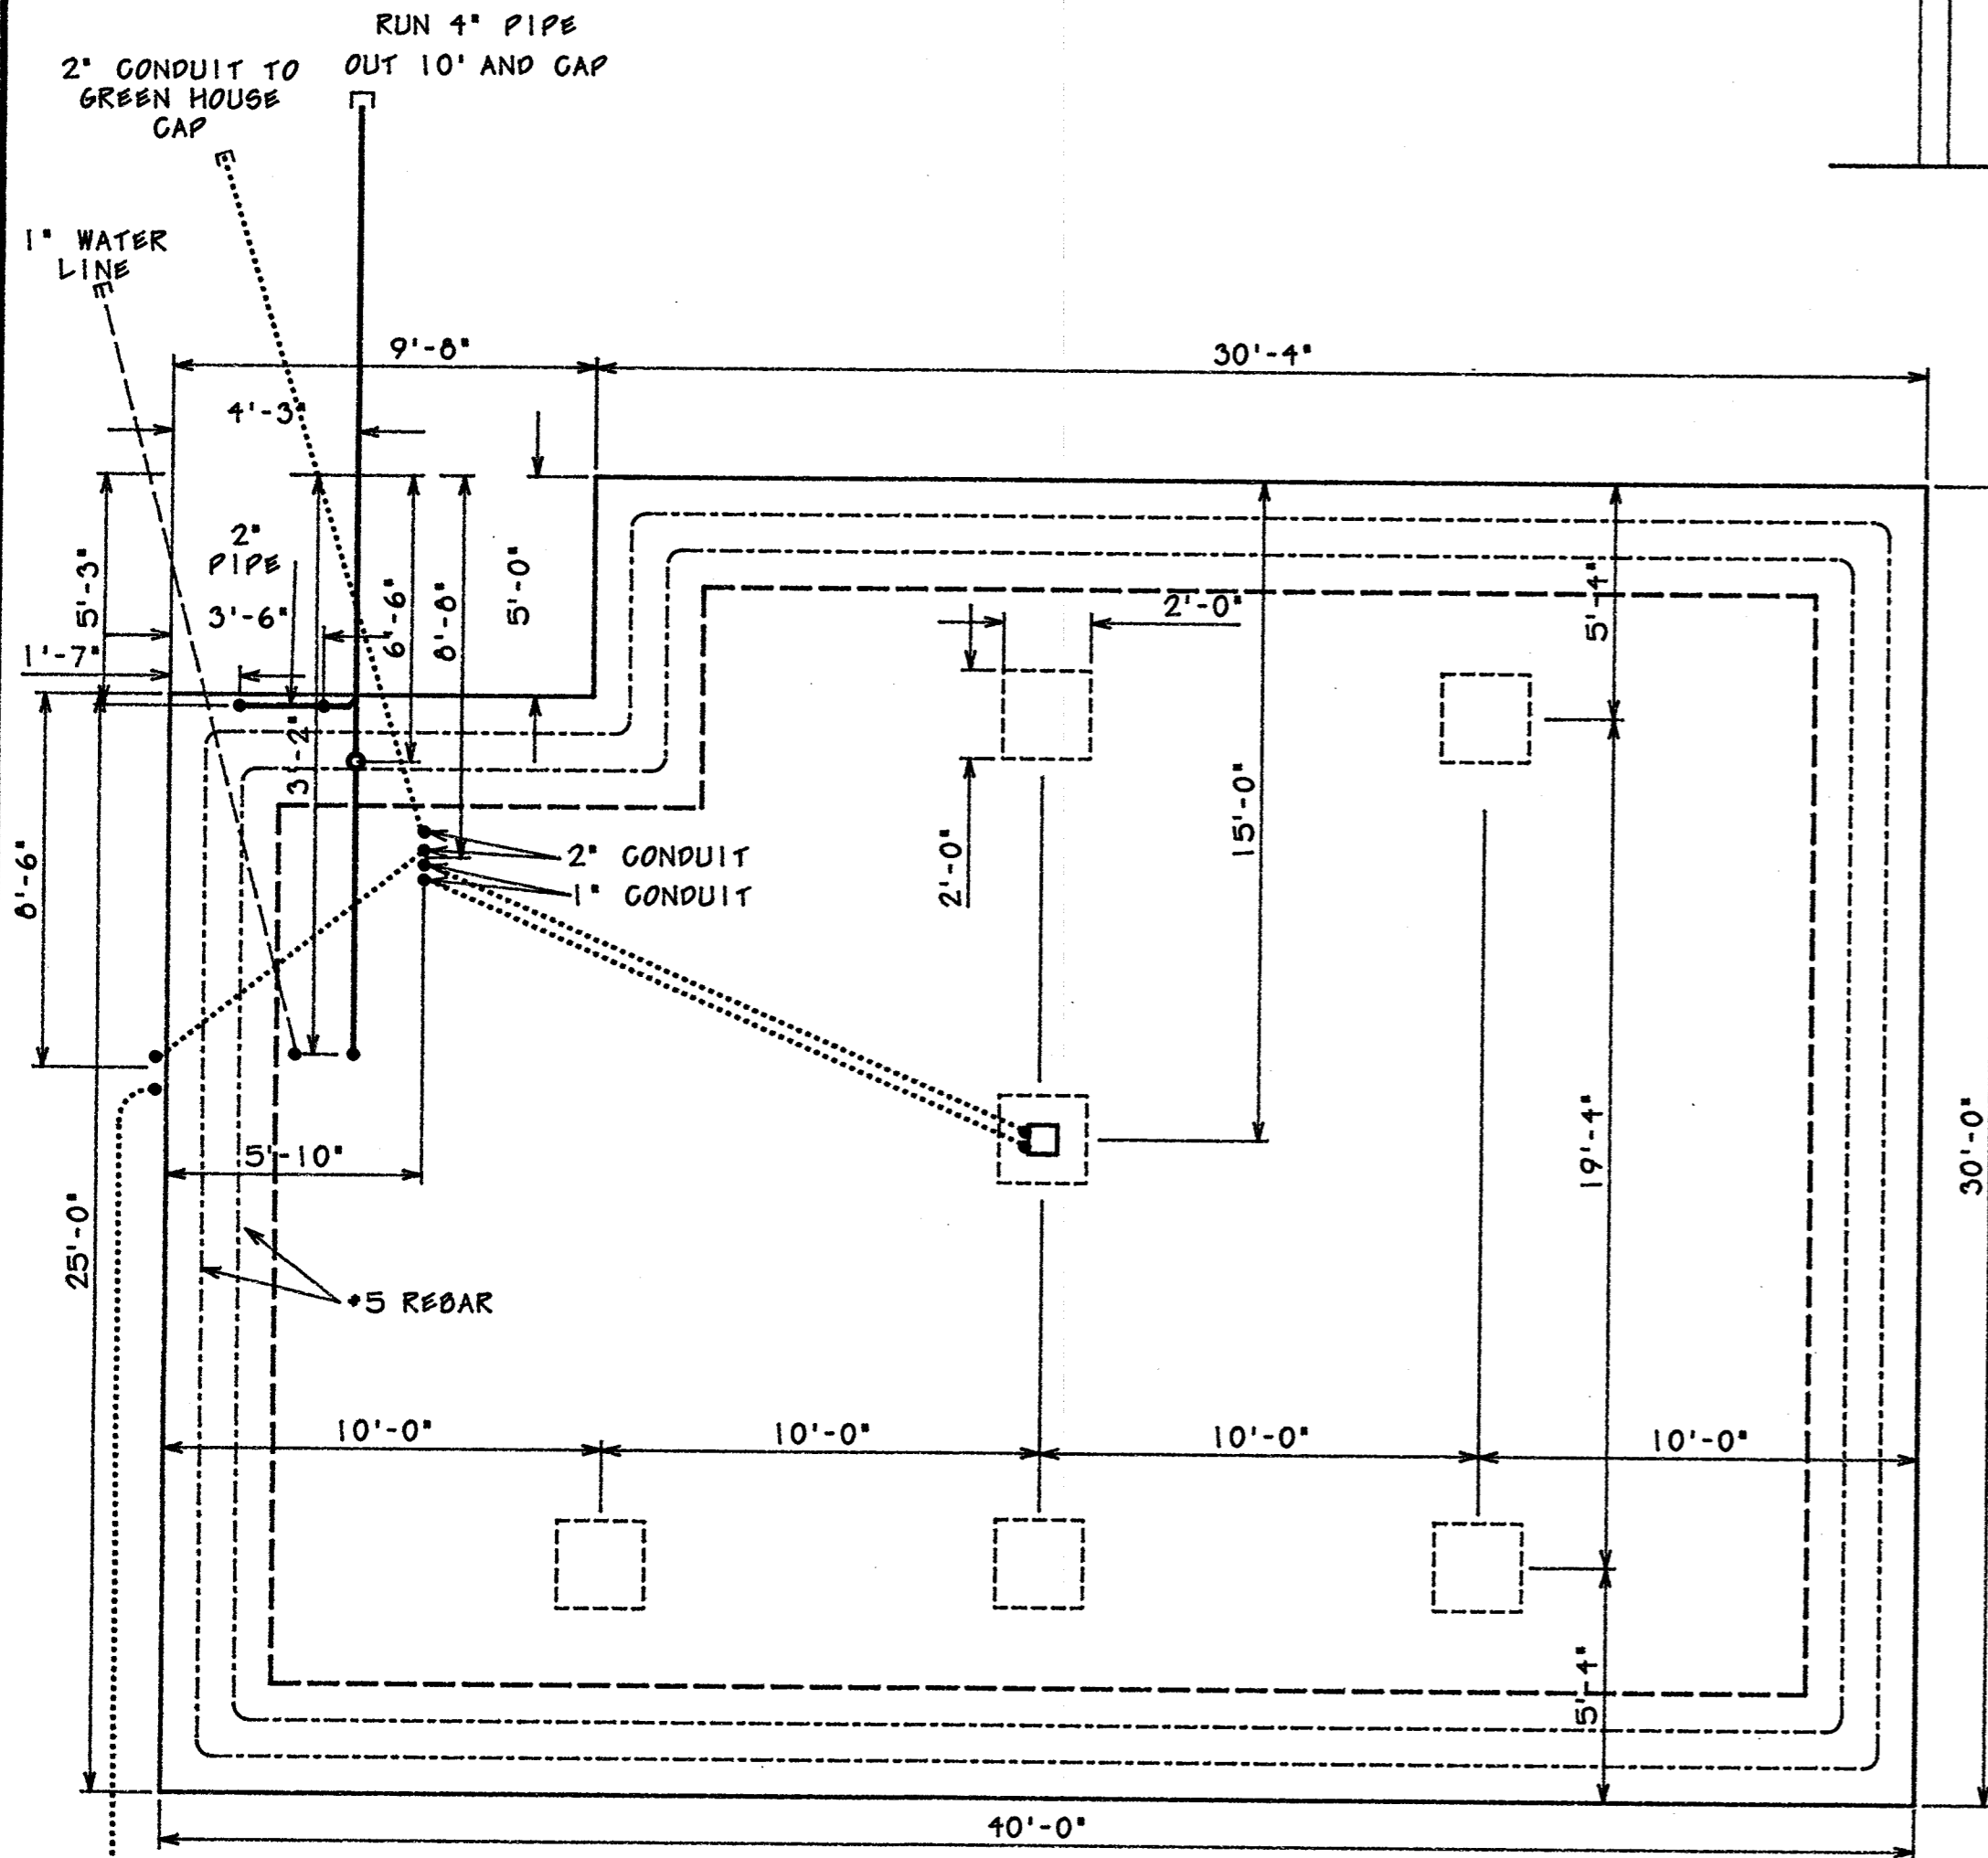 RUN 4" PIPE
OUT 10' AND CAP
2" CONDUIT TO
GREEN HOUSE
CAP
1" WATER
LINE
9'-8"
30'-4"
4'-3"
2"
PIPE
5'-3"
3'-6"
6'-6"
8'-8"
5'-0"
2'-0"
5'-4"
1'-7"
3'-2"
15'-0"
2'-0"
8'-6"
2" CONDUIT
1" CONDUIT
5'-10"
19'-4"
30'-0"
25'-0"
#5 REBAR
10'-0"
10'-0"
10'-0"
10'-0"
5'-4"
40'-0"